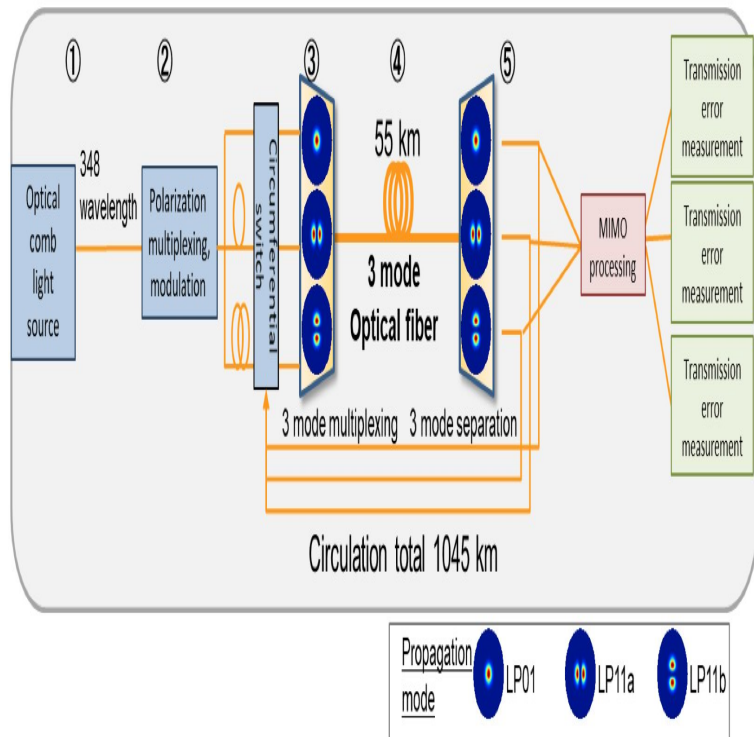 ① ② ③ ④ ⑤
348
wavelength
Optical
comb
light
source
Polarization
multiplexing,
modulation
Circumferential
switch
55 km
3 mode
Optical fiber
3 mode multiplexing
3 mode separation
MIMO
processing
Transmission
error
measurement
Transmission
error
measurement
Transmission
error
measurement
Circulation total 1045 km
Propagation
mode
LP01
LP11a
LP11b